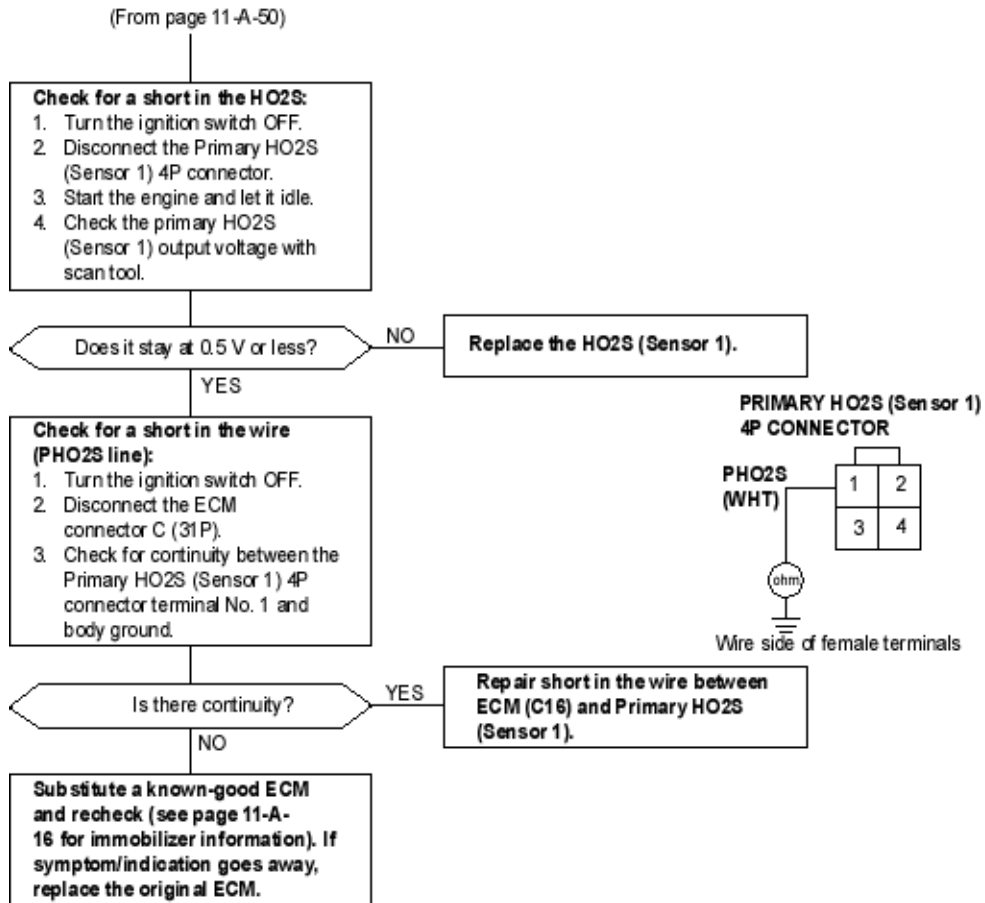 (From page 11-A-50)
Check for a short in the HO2S:
1. Turn the ignition switch OFF.
2. Disconnect the Primary HO2S
(Sensor 1) 4P connector.
3. Start the engine and let it idle.
4. Check the primary HO2S
(Sensor 1) output voltage with
scan tool.
Does it stay at 0.5 V or less?
NO
Replace the HO2S (Sensor 1).
YES
Check for a short in the wire
(PHO2S line):
1. Turn the ignition switch OFF.
2. Disconnect the ECM
connector C (31P).
3. Check for continuity between the
Primary HO2S (Sensor 1) 4P
connector terminal No. 1 and
body ground.
PRIMARY HO2S (Sensor 1)
4P CONNECTOR
PHO2S
(WHT)
1 2
3 4
ohm
Wire side of female terminals
Is there continuity?
YES
Repair short in the wire between
ECM (C16) and Primary HO2S
(Sensor 1).
NO
Substitute a known-good ECM
and recheck (see page 11-A-
16 for immobilizer information). If
symptom/indication goes away,
replace the original ECM.